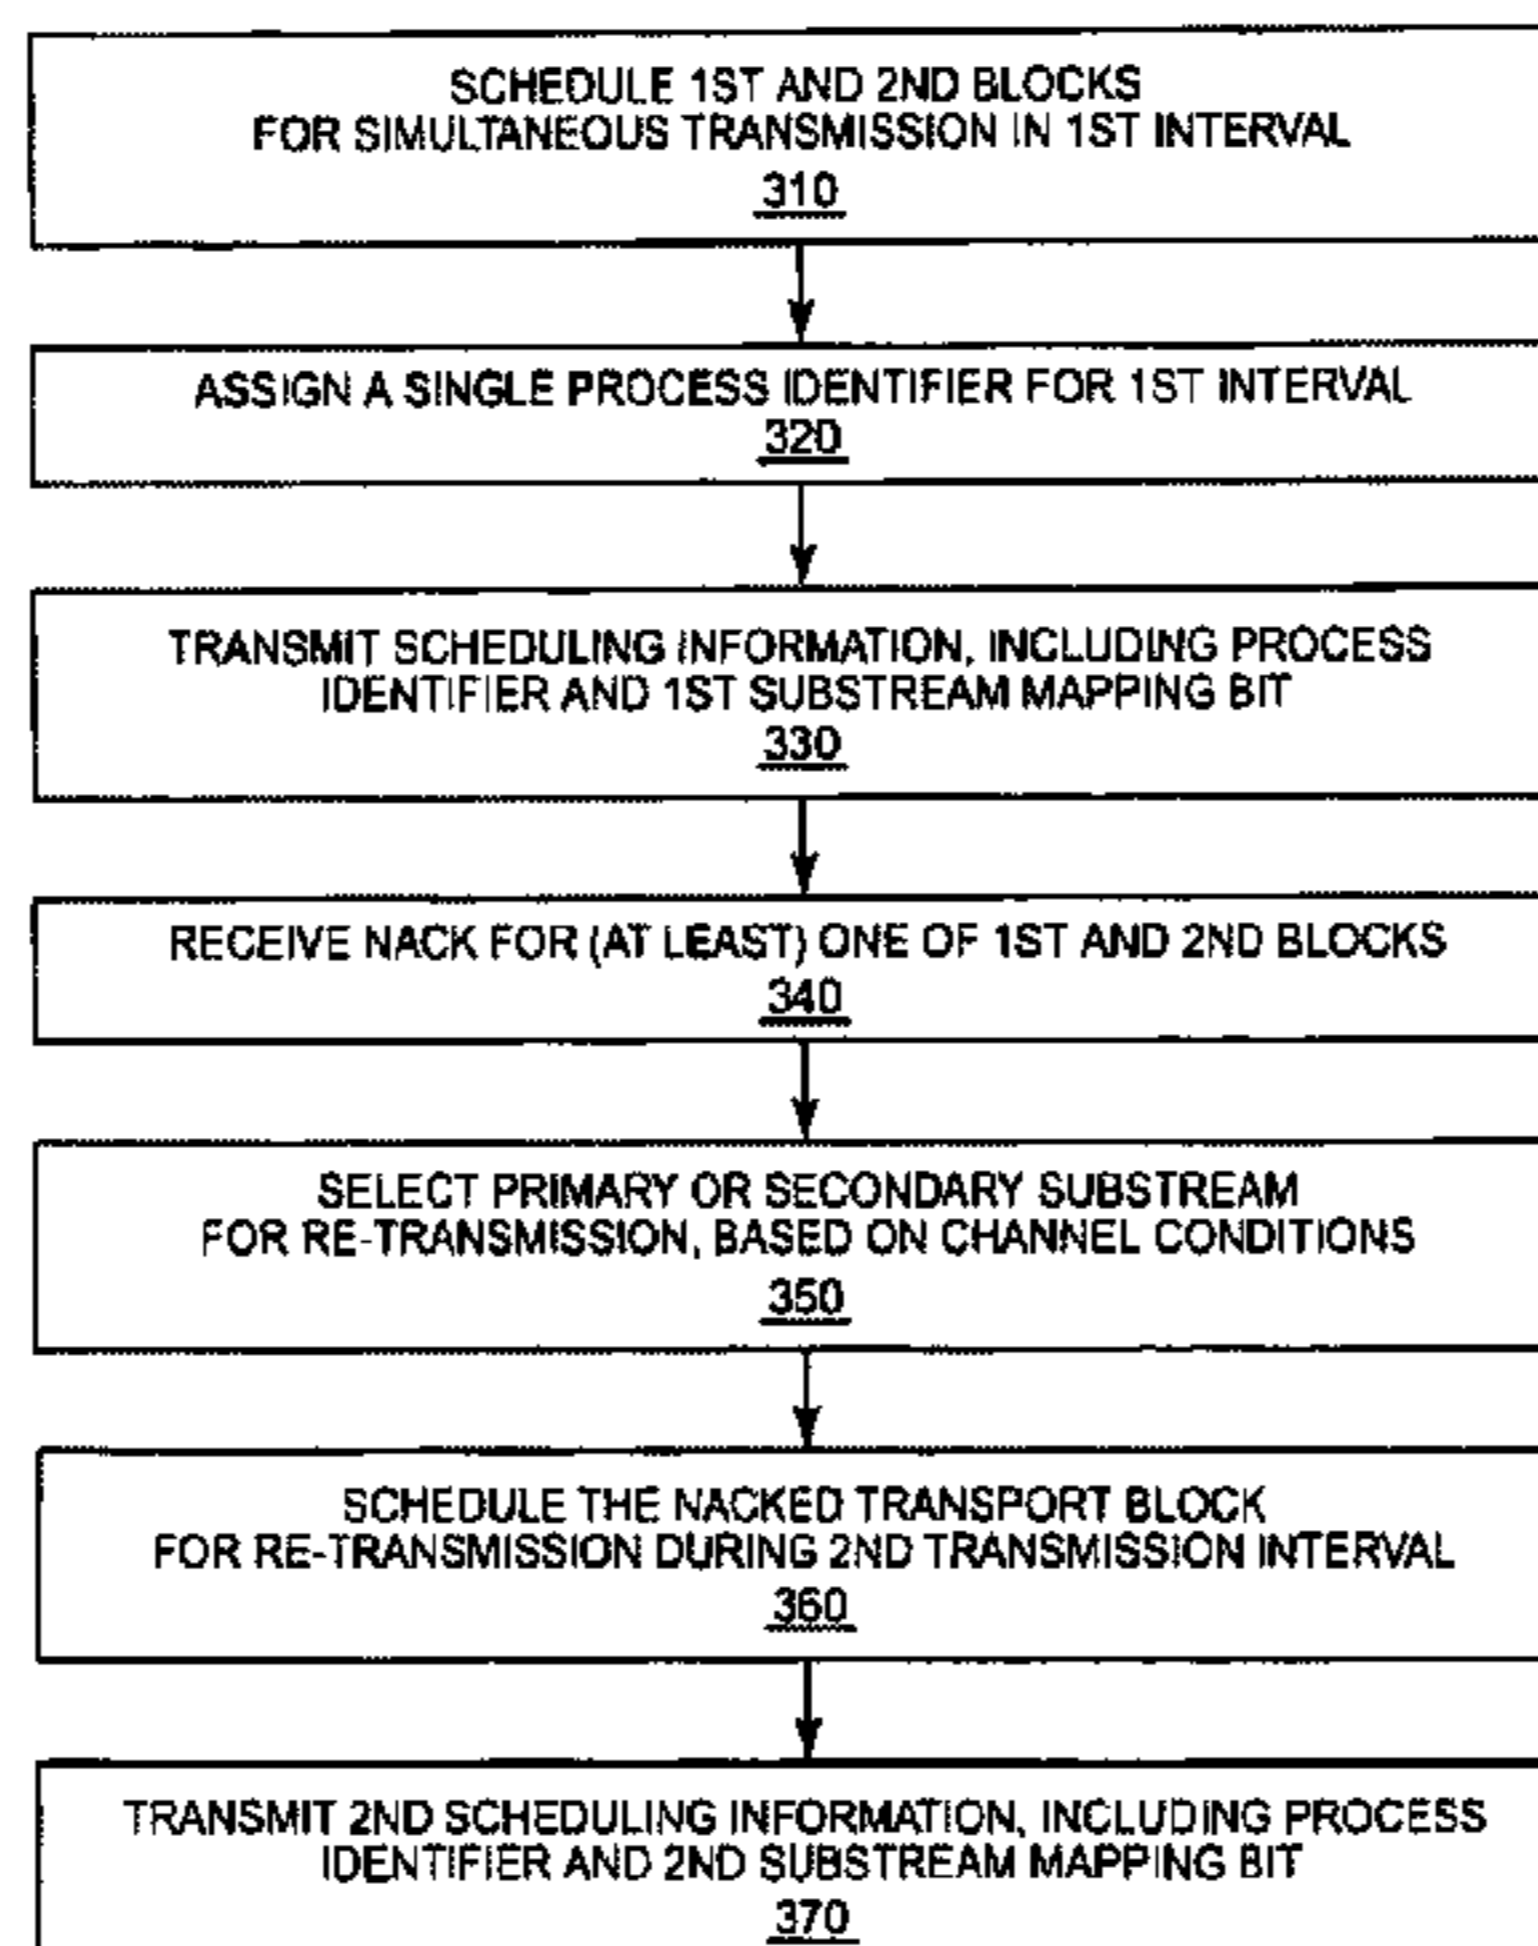 SCHEDULE 1ST AND 2ND BLOCKS
FOR SIMULTANEOUS TRANSMISSION IN 1ST INTERVAL
310
ASSIGN A SINGLE PROCESS IDENTIFIER FOR 1ST INTERVAL
320
TRANSMIT SCHEDULING INFORMATION, INCLUDING PROCESS
IDENTIFIER AND 1ST SUBSTREAM MAPPING BIT
330
RECEIVE NACK FOR (AT LEAST) ONE OF 1ST AND 2ND BLOCKS
340
SELECT PRIMARY OR SECONDARY SUBSTREAM
FOR RE-TRANSMISSION, BASED ON CHANNEL CONDITIONS
350
SCHEDULE THE NACKED TRANSPORT BLOCK
FOR RE-TRANSMISSION DURING 2ND TRANSMISSION INTERVAL
360
TRANSMIT 2ND SCHEDULING INFORMATION, INCLUDING PROCESS
IDENTIFIER AND 2ND SUBSTREAM MAPPING BIT
370